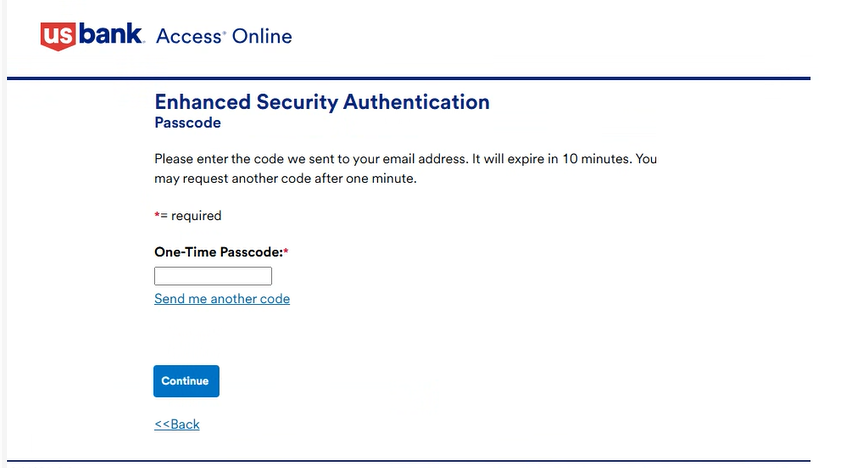 usbank. Access® Online
Enhanced Security Authentication
Passcode
Please enter the code we sent to your email address. It will expire in 10 minutes. You
may request another code after one minute.
*= required
One-Time Passcode:*
Send me another code
Continue
<<Back